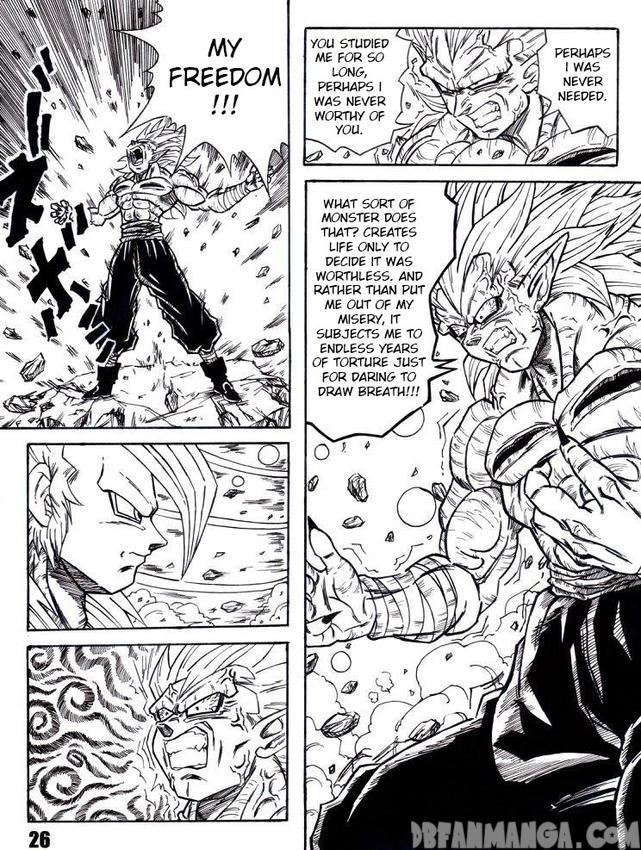 PERHAPS
I WAS
NEVER
NEEDED.
YOU STUDIED
ME FOR SO
LONG,
PERHAPS
I WAS NEVER
WORTHY OF
YOU.
WHAT SORT OF
MONSTER DOES
THAT? CREATES
LIFE ONLY TO
DECIDE IT WAS
WORTHLESS. AND
RATHER THAN PUT
ME OUT OF MY
MISERY, IT
SUBJECTS ME TO
ENDLESS YEARS
OF TORTURE JUST
FOR DARING TO
DRAW BREATH!!!
MY
FREEDOM
!!!
26
DBFANMANGA.COM